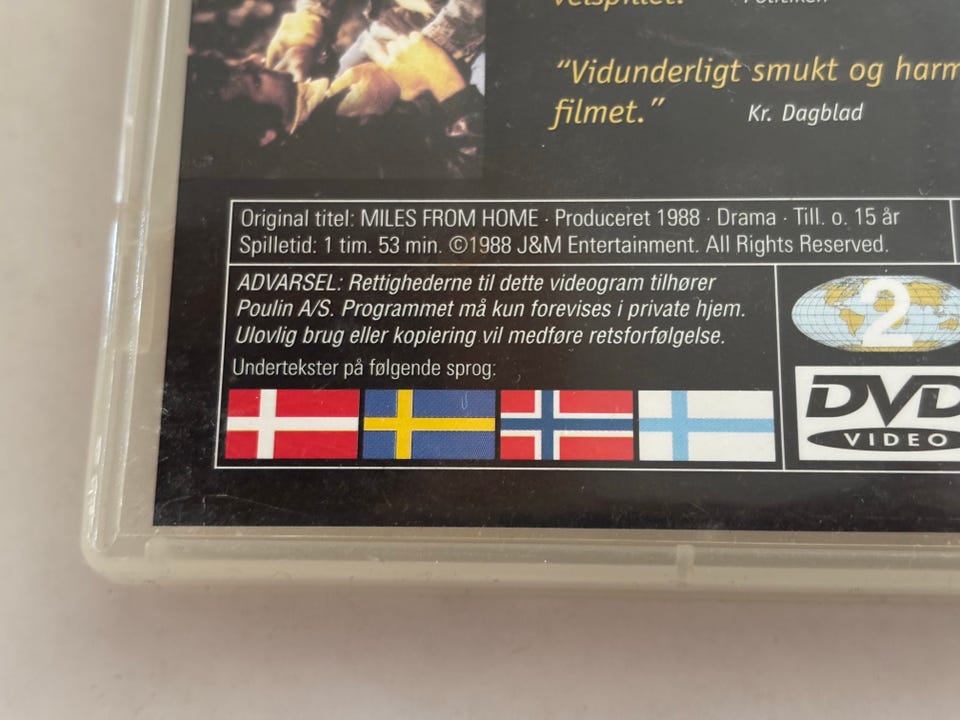 velspillet." Politiken
"Vidunderligt smukt og harm
filmet." Kr. Dagblad
Original titel: MILES FROM HOME · Produceret 1988 · Drama · Till. o. 15 år
Spilletid: 1 tim. 53 min. ©1988 J&M Entertainment. All Rights Reserved.
ADVARSEL: Rettighederne til dette videogram tilhører
Poulin A/S. Programmet må kun forevises i private hjem.
Ulovlig brug eller kopiering vil medføre retsforfølgelse.
Undertekster på følgende sprog:
2
DVD
VIDEO